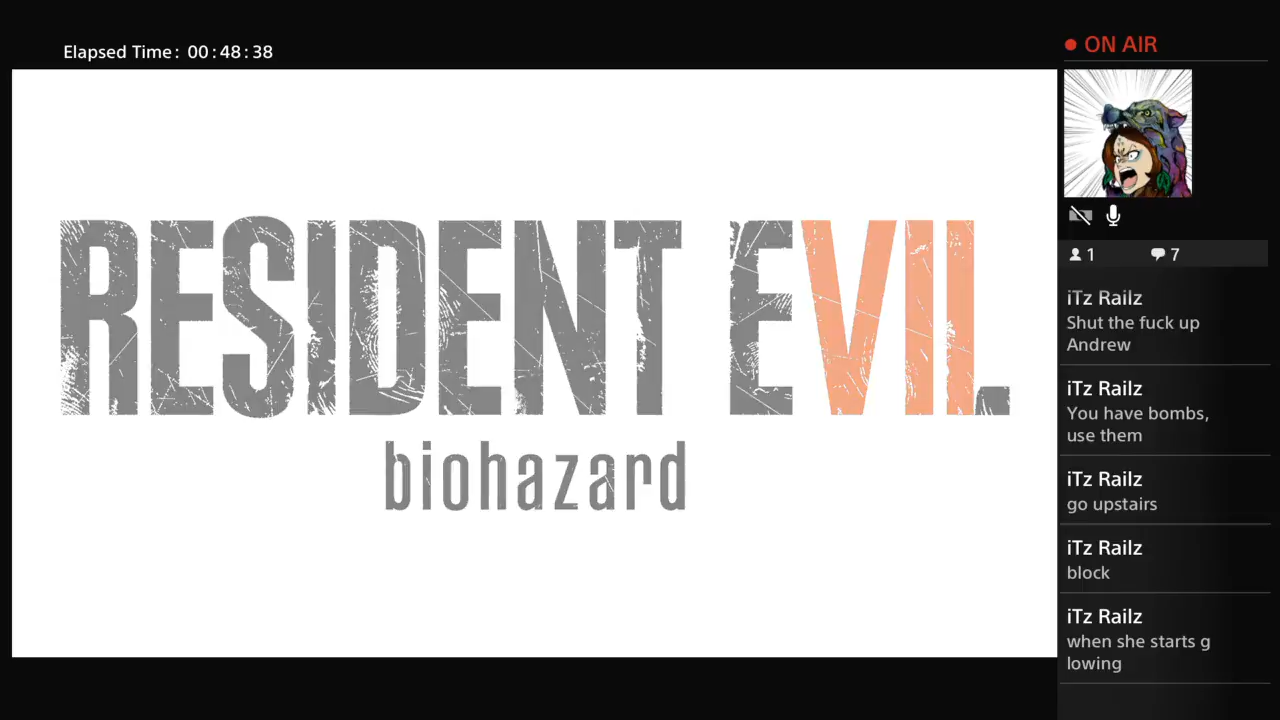 Elapsed Time: 00:48:38
ON AIR
RESIDENT EVIL
biohazard
1
7
iTz Railz
Shut the fuck up
Andrew
iTz Railz
You have bombs,
use them
iTz Railz
go upstairs
iTz Railz
block
iTz Railz
when she starts g
lowing